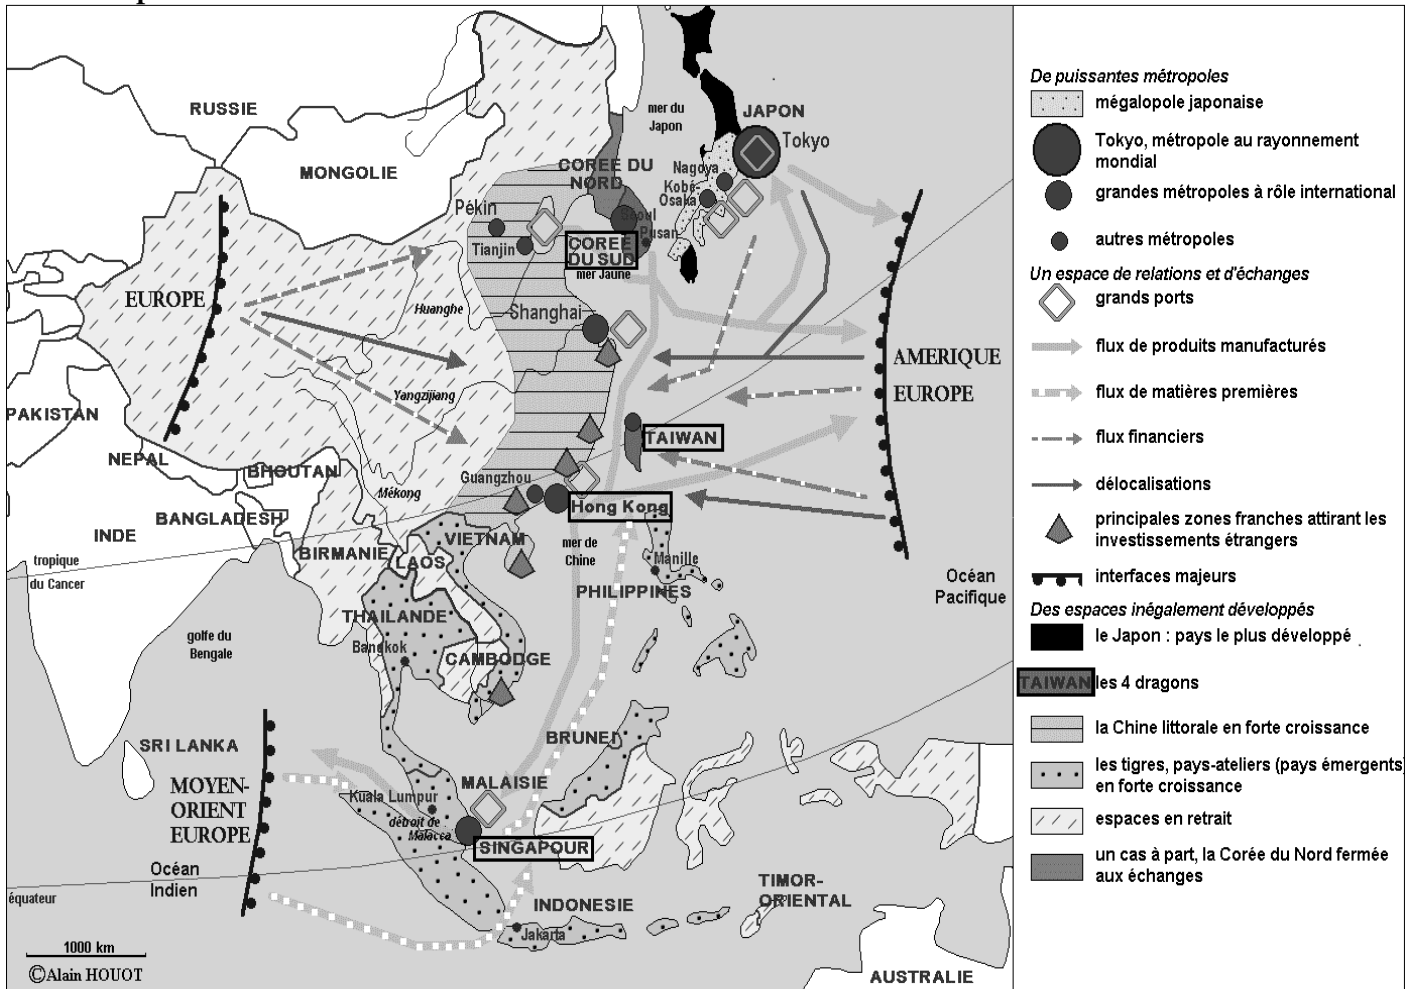 RUSSIE
MONGOLIE
COREE DU
NORD
mer du
Japon
JAPON
Tokyo
Nagoya
Kobé-
Osaka
Séoul
Pusan
Pékin
Tianjin
COREE
DU SUD
mer Jaune
EUROPE
Huanghe
Shanghai
Yangzijiang
AMERIQUE
EUROPE
PAKISTAN
NEPAL
BHOUTAN
TAIWAN
Guangzhou
Hong Kong
Mékong
INDE
BANGLADESH
BIRMANIE
LAOS
VIETNAM
mer de
Chine
Manille
PHILIPPINES
tropique
du Cancer
Océan
Pacifique
THAILANDE
Bangkok
CAMBODGE
golfe du
Bengale
SRI LANKA
MOYEN-
ORIENT
EUROPE
BRUNEI
MALAISIE
Kuala Lumpur
détroit de
Malacca
SINGAPOUR
Océan
Indien
équateur
INDONESIE
Jakarta
TIMOR-
ORIENTAL
AUSTRALIE
1000 km
©Alain HOUOT
De puissantes métropoles
mégalopole japonaise
Tokyo, métropole au rayonnement
mondial
grandes métropoles à rôle international
autres métropoles
Un espace de relations et d'échanges
grands ports
flux de produits manufacturés
flux de matières premières
flux financiers
délocalisations
principales zones franches attirant les
investissements étrangers
interfaces majeurs
Des espaces inégalement développés
le Japon : pays le plus développé
TAIWAN les 4 dragons
la Chine littorale en forte croissance
les tigres, pays-ateliers (pays émergents)
en forte croissance
espaces en retrait
un cas à part, la Corée du Nord fermée
aux échanges